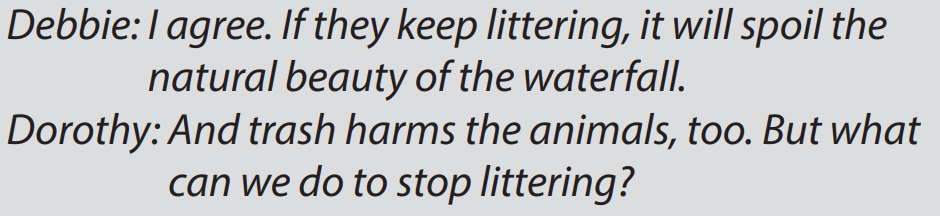 Debbie: I agree. If they keep littering, it will spoil the
natural beauty of the waterfall.
Dorothy: And trash harms the animals, too. But what
can we do to stop littering?